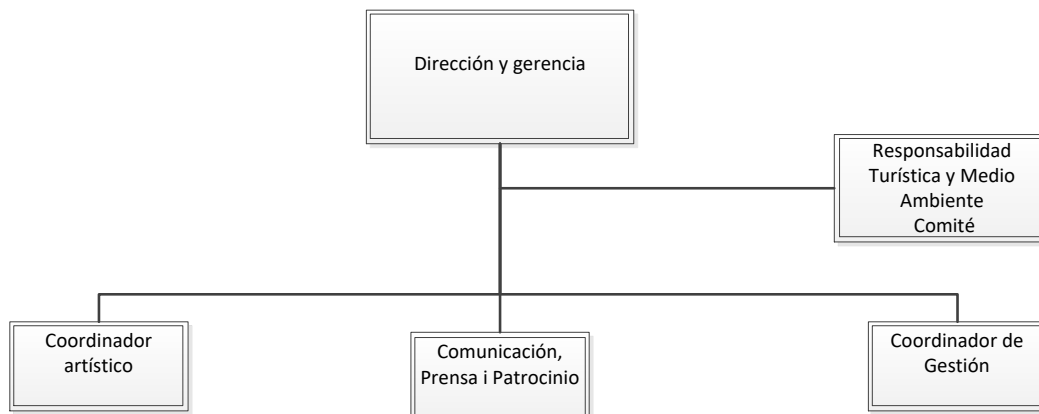 Dirección y gerencia
Responsabilidad
Turística y Medio
Ambiente
Comité
Coordinador
artístico
Comunicación,
Prensa i Patrocinio
Coordinador de
Gestión